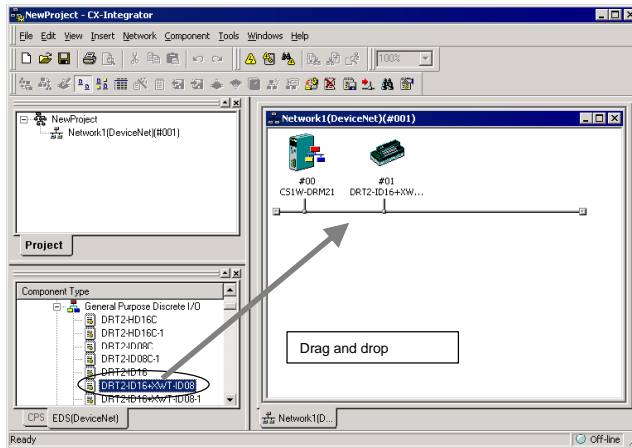 NewProject - CX-Integrator
File Edit View Insert Network Component Tools Windows Help
100%
NewProject
Network1(DeviceNet)(#001)
Project
Network1(DeviceNet)(#001)
#00
CS1W-DRM21
#01
DRT2-ID16+XW...
Component Type
General Purpose Discrete I/O
DRT2-HD16C
DRT2-HD16C-1
DRT2-ID08C
DRT2-ID08C-1
DRT2-ID16
DRT2-ID16+XWT-ID08
DRT2-ID16+XWT-ID08-1
CPS EDS(DeviceNet)
Drag and drop
Network1(D...
Ready
Off-line